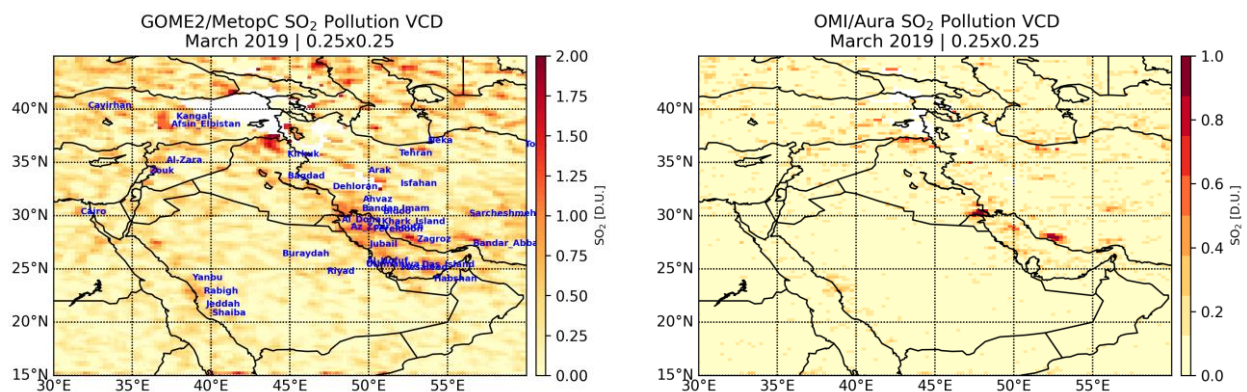 GOME2/MetopC SO₂ Pollution VCD
March 2019 | 0.25x0.25
40°N
35°N
30°N
25°N
20°N
15°N
30°E
35°E
40°E
45°E
50°E
55°E
Cayirhan
Kangal
Afsin_Elbistan
Neka
Tehran
Kirkuk
Al-Zara
Zouk
Bagdad
Arak
Isfahan
Dehloran
Ahvaz
Cairo
Bandar_Imam
Sarcheshmeh
Khark_Island
Zagroz
Bandar_Abba
Jubail
Buraydah
Das_Island
Riyad
Habshan
Yanbu
Rabigh
Jeddah
Shaiba
2.00
1.75
1.50
1.25
1.00
0.75
0.50
0.25
0.00
SO₂ [D.U.]
OMI/Aura SO₂ Pollution VCD
March 2019 | 0.25x0.25
40°N
35°N
30°N
25°N
20°N
15°N
30°E
35°E
40°E
45°E
50°E
55°E
1.0
0.8
0.6
0.4
0.2
0.0
SO₂ [D.U.]